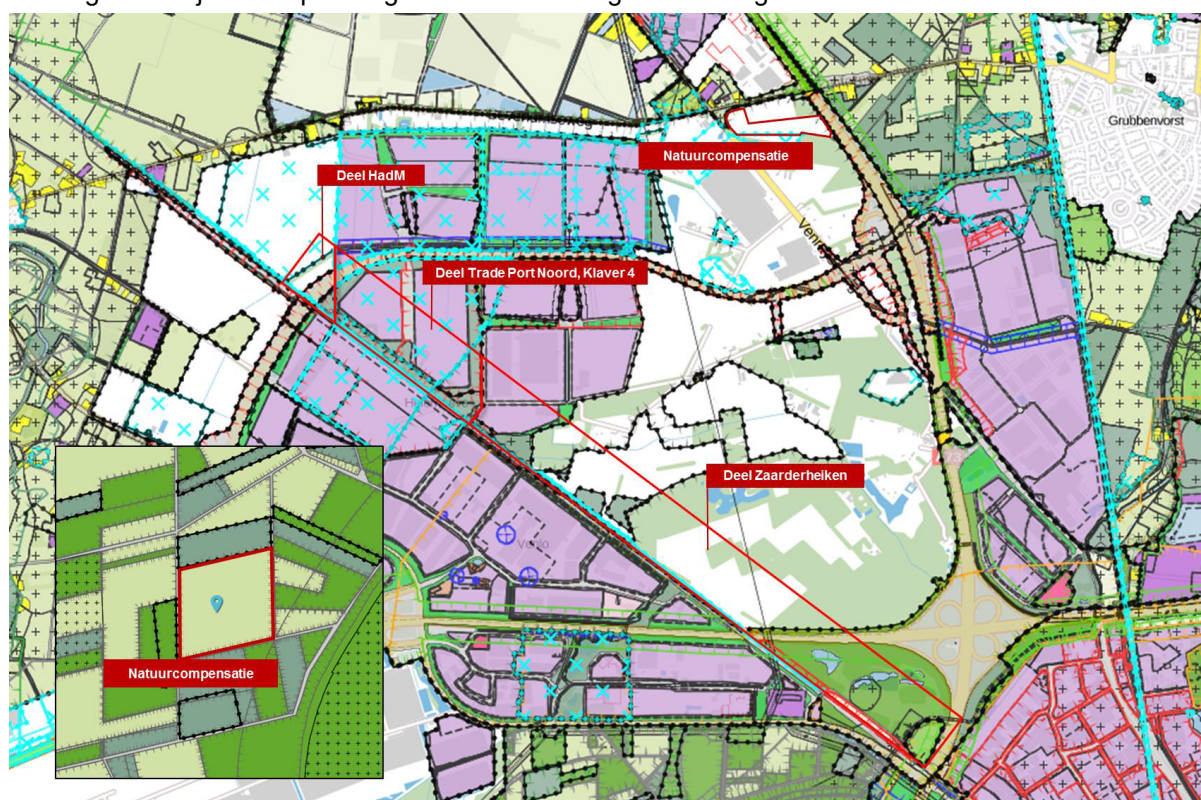 Grubbenvorst
Natuurcompensatie
Deel HadM
Deel Trade Port Noord, Klaver 4
Deel Zaarderheiken
Venlo
Natuurcompensatie